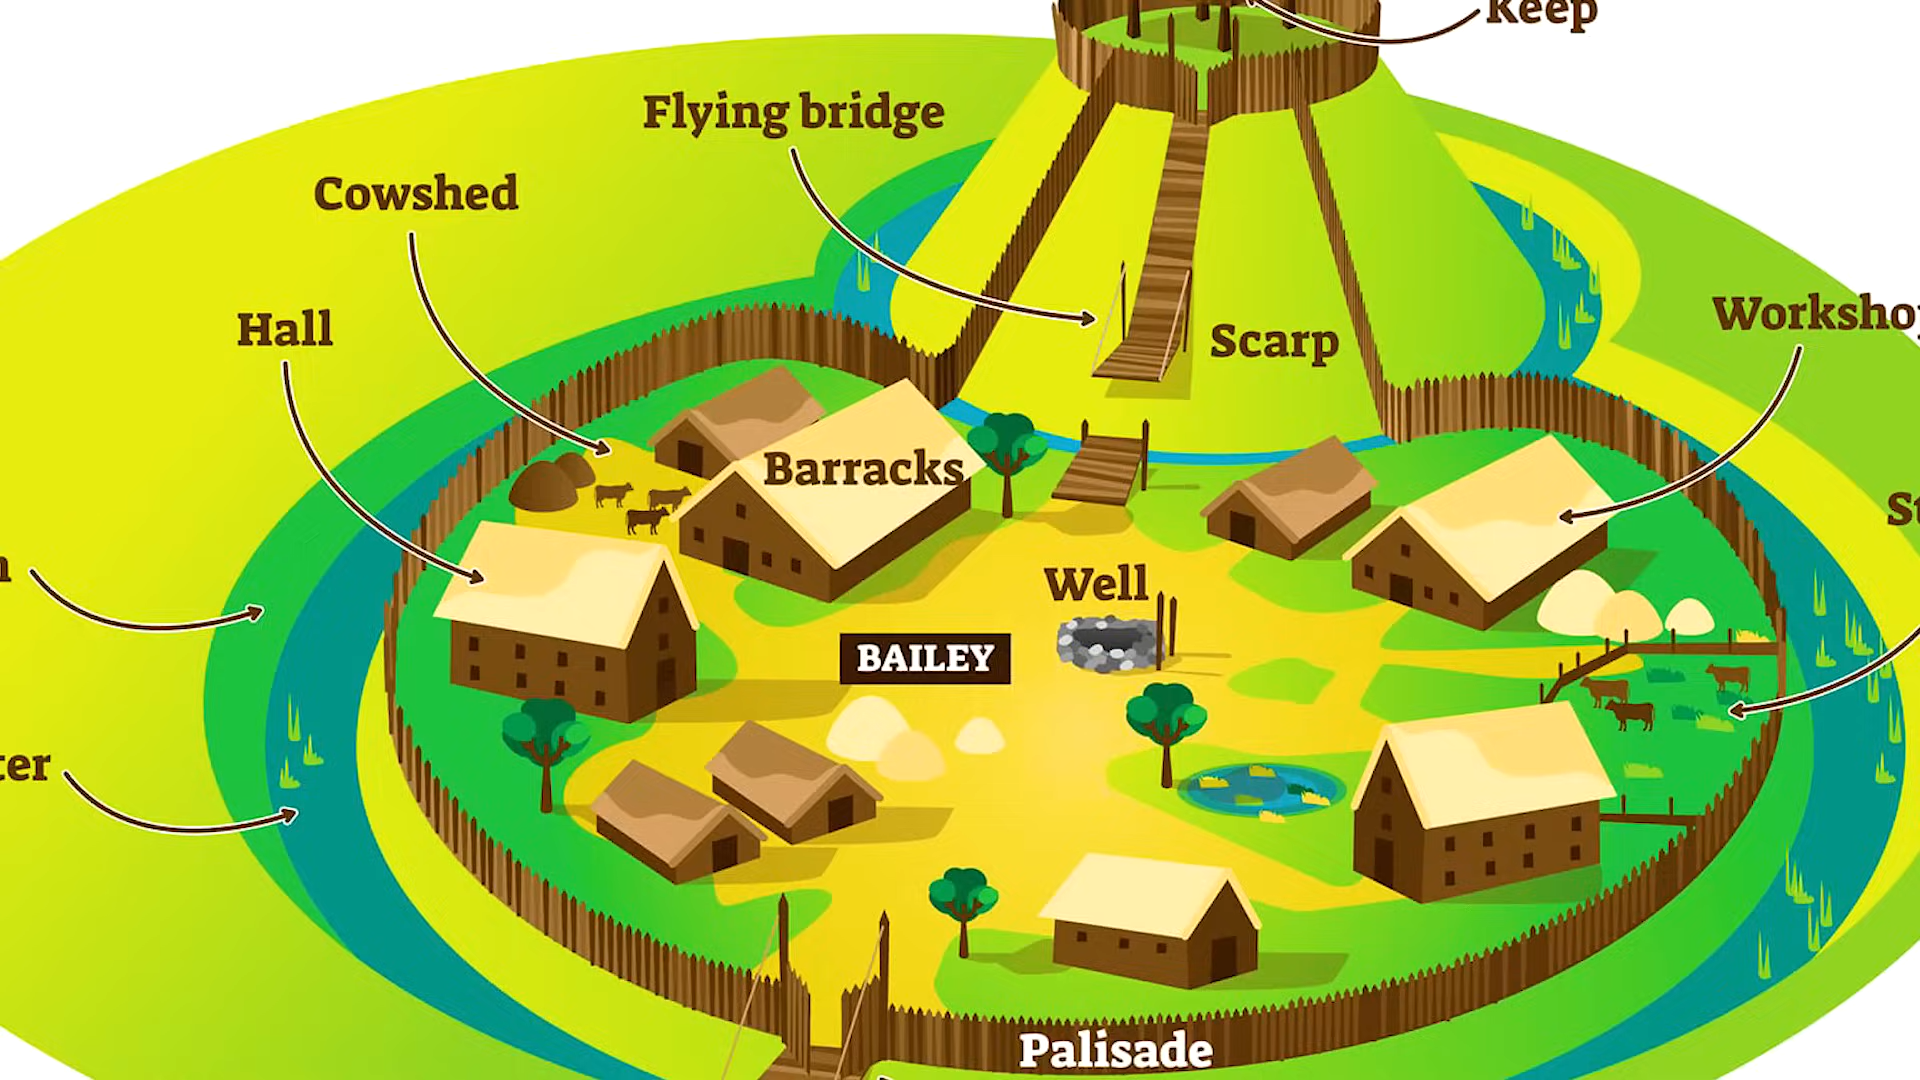 Keep
Flying bridge
Cowshed
Hall
Scarp
Barracks
Well
BAILEY
Palisade